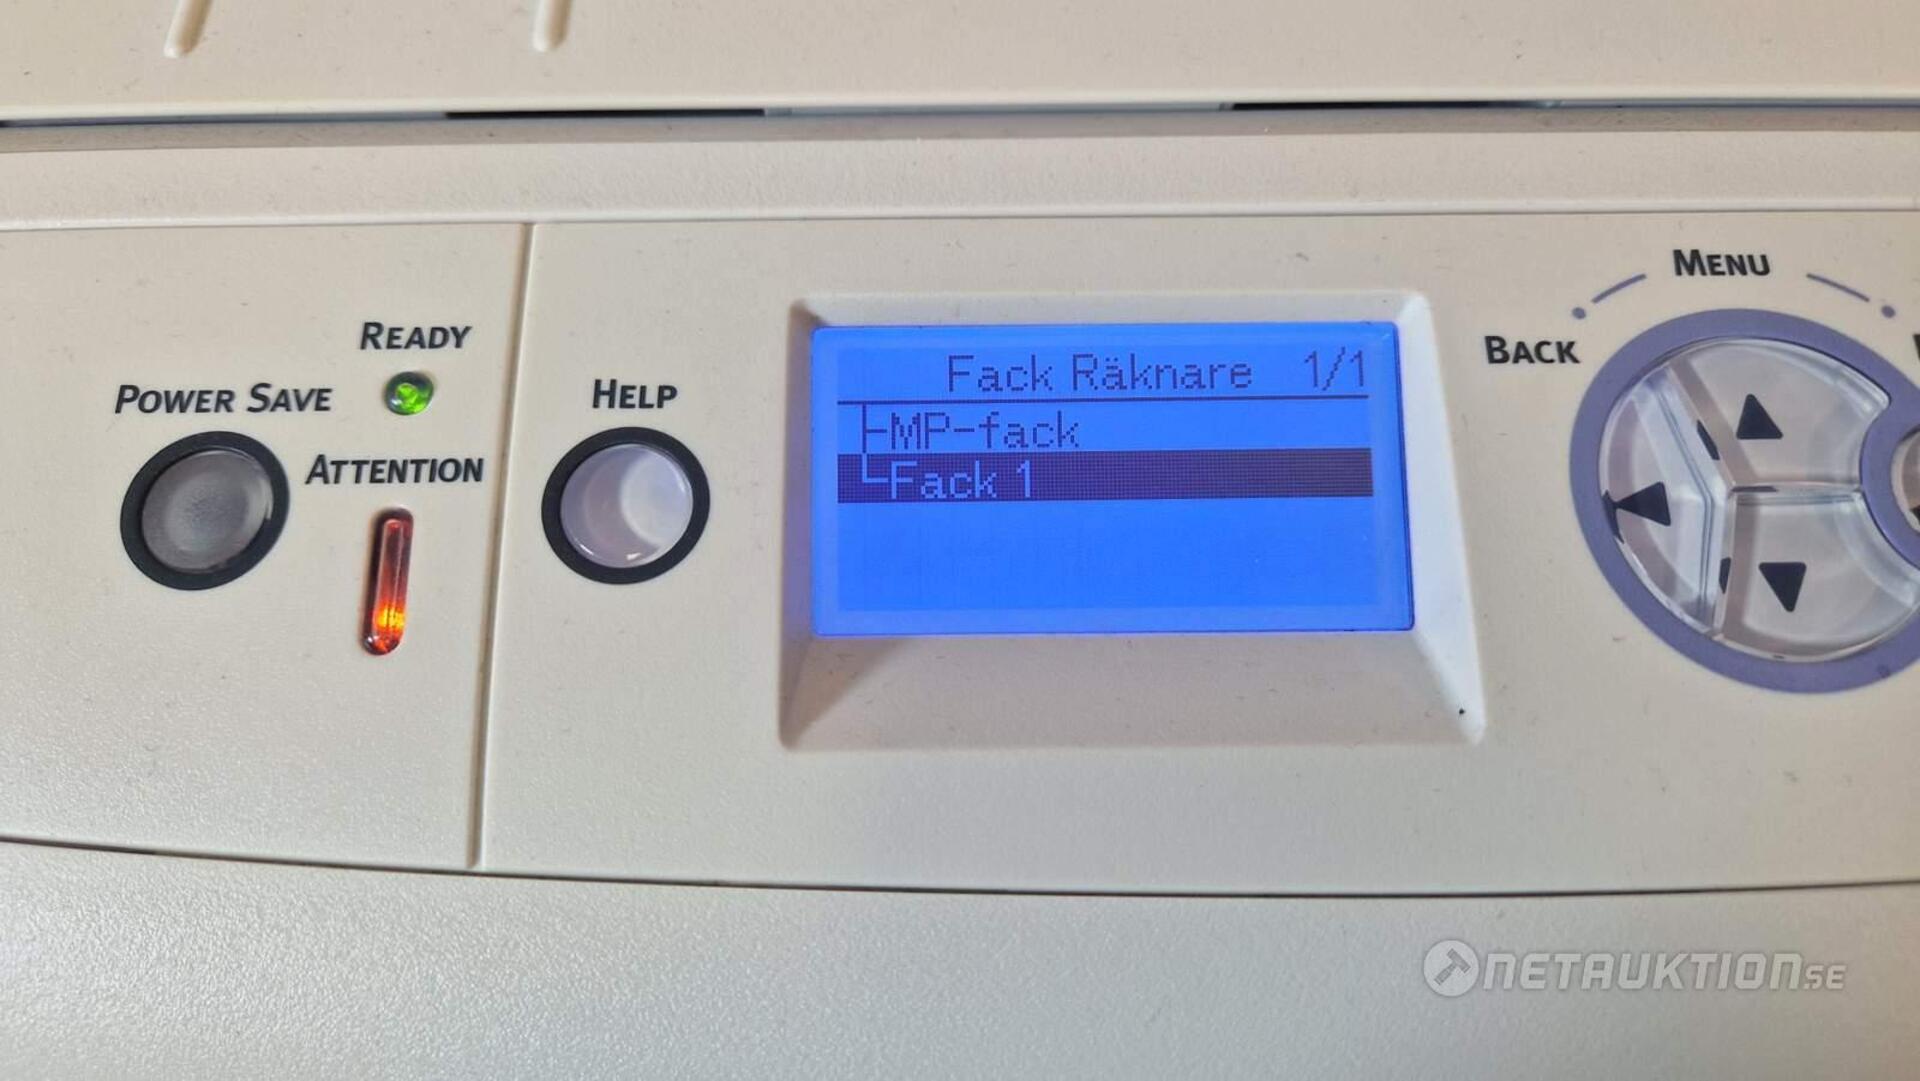 MENU
BACK
READY
POWER SAVE
HELP
ATTENTION
Fack Räknare 1/1
MP-fack
Fack 1
NETAUKTION.SE